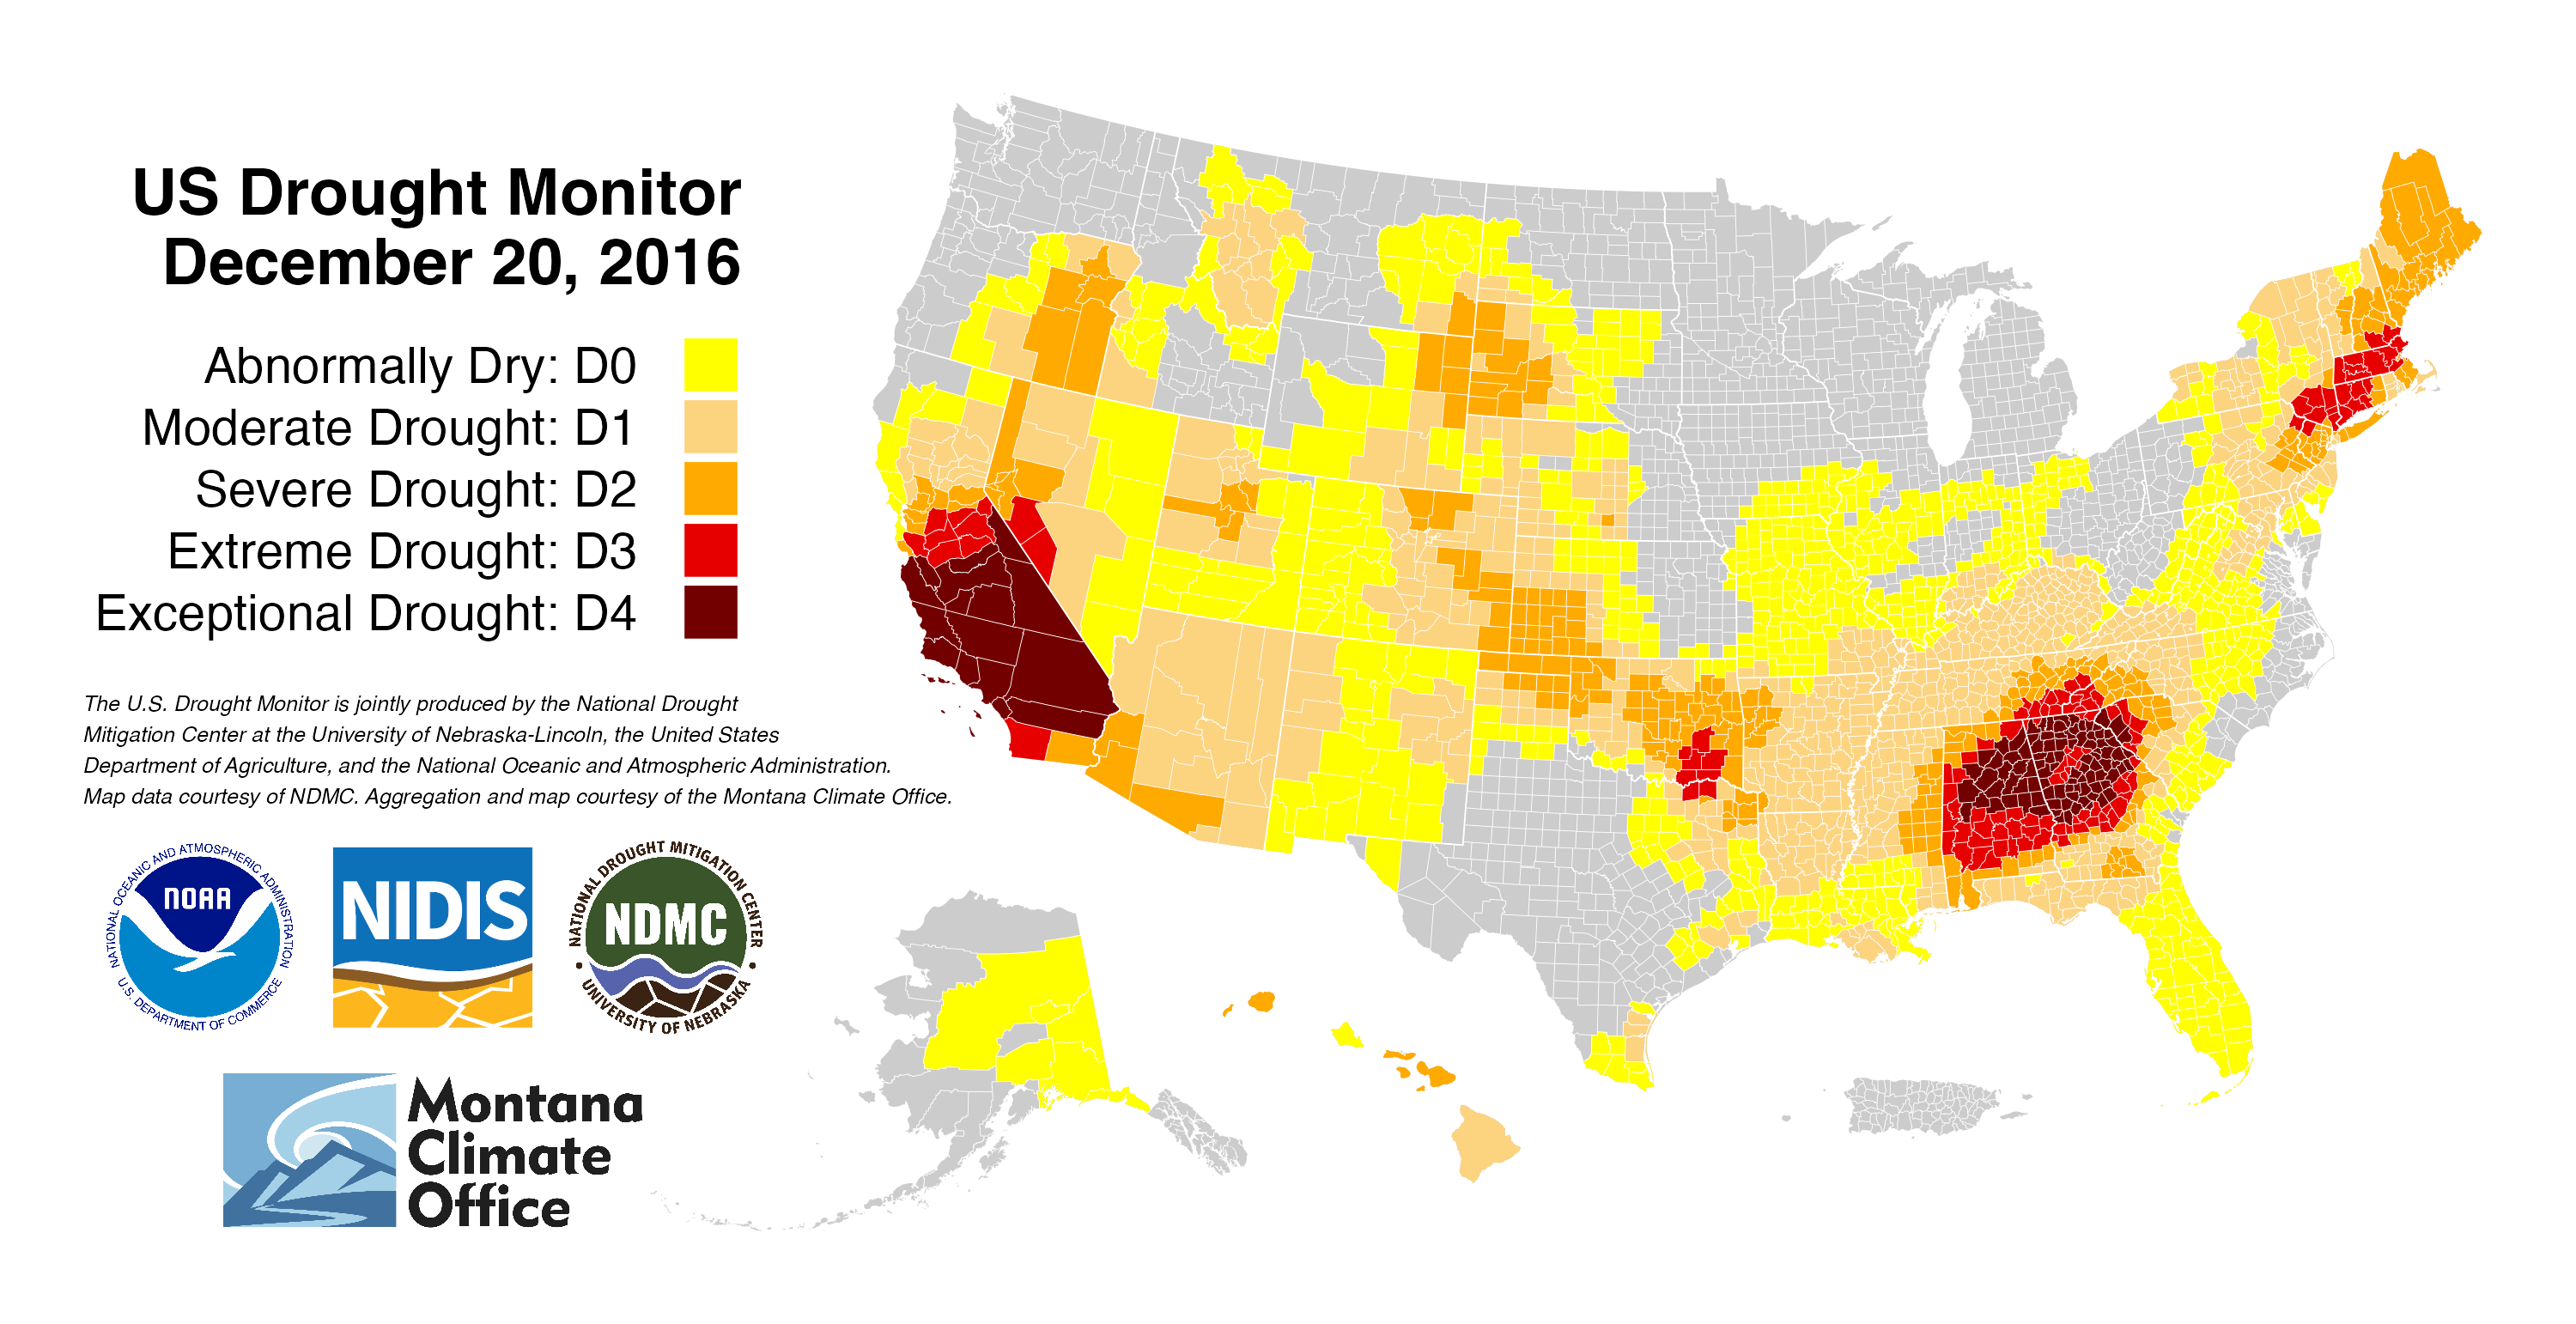 US Drought Monitor
December 20, 2016
Abnormally Dry: D0
Moderate Drought: D1
Severe Drought: D2
Extreme Drought: D3
Exceptional Drought: D4
The U.S. Drought Monitor is jointly produced by the National Drought
Mitigation Center at the University of Nebraska-Lincoln, the United States
Department of Agriculture, and the National Oceanic and Atmospheric Administration.
Map data courtesy of NDMC. Aggregation and map courtesy of the Montana Climate Office.
NATIONAL OCEANIC AND ATMOSPHERIC ADMINISTRATION
NOAA
U.S. DEPARTMENT OF COMMERCE
NIDIS
NATIONAL DROUGHT MITIGATION CENTER
NDMC
UNIVERSITY OF NEBRASKA
Montana
Climate
Office